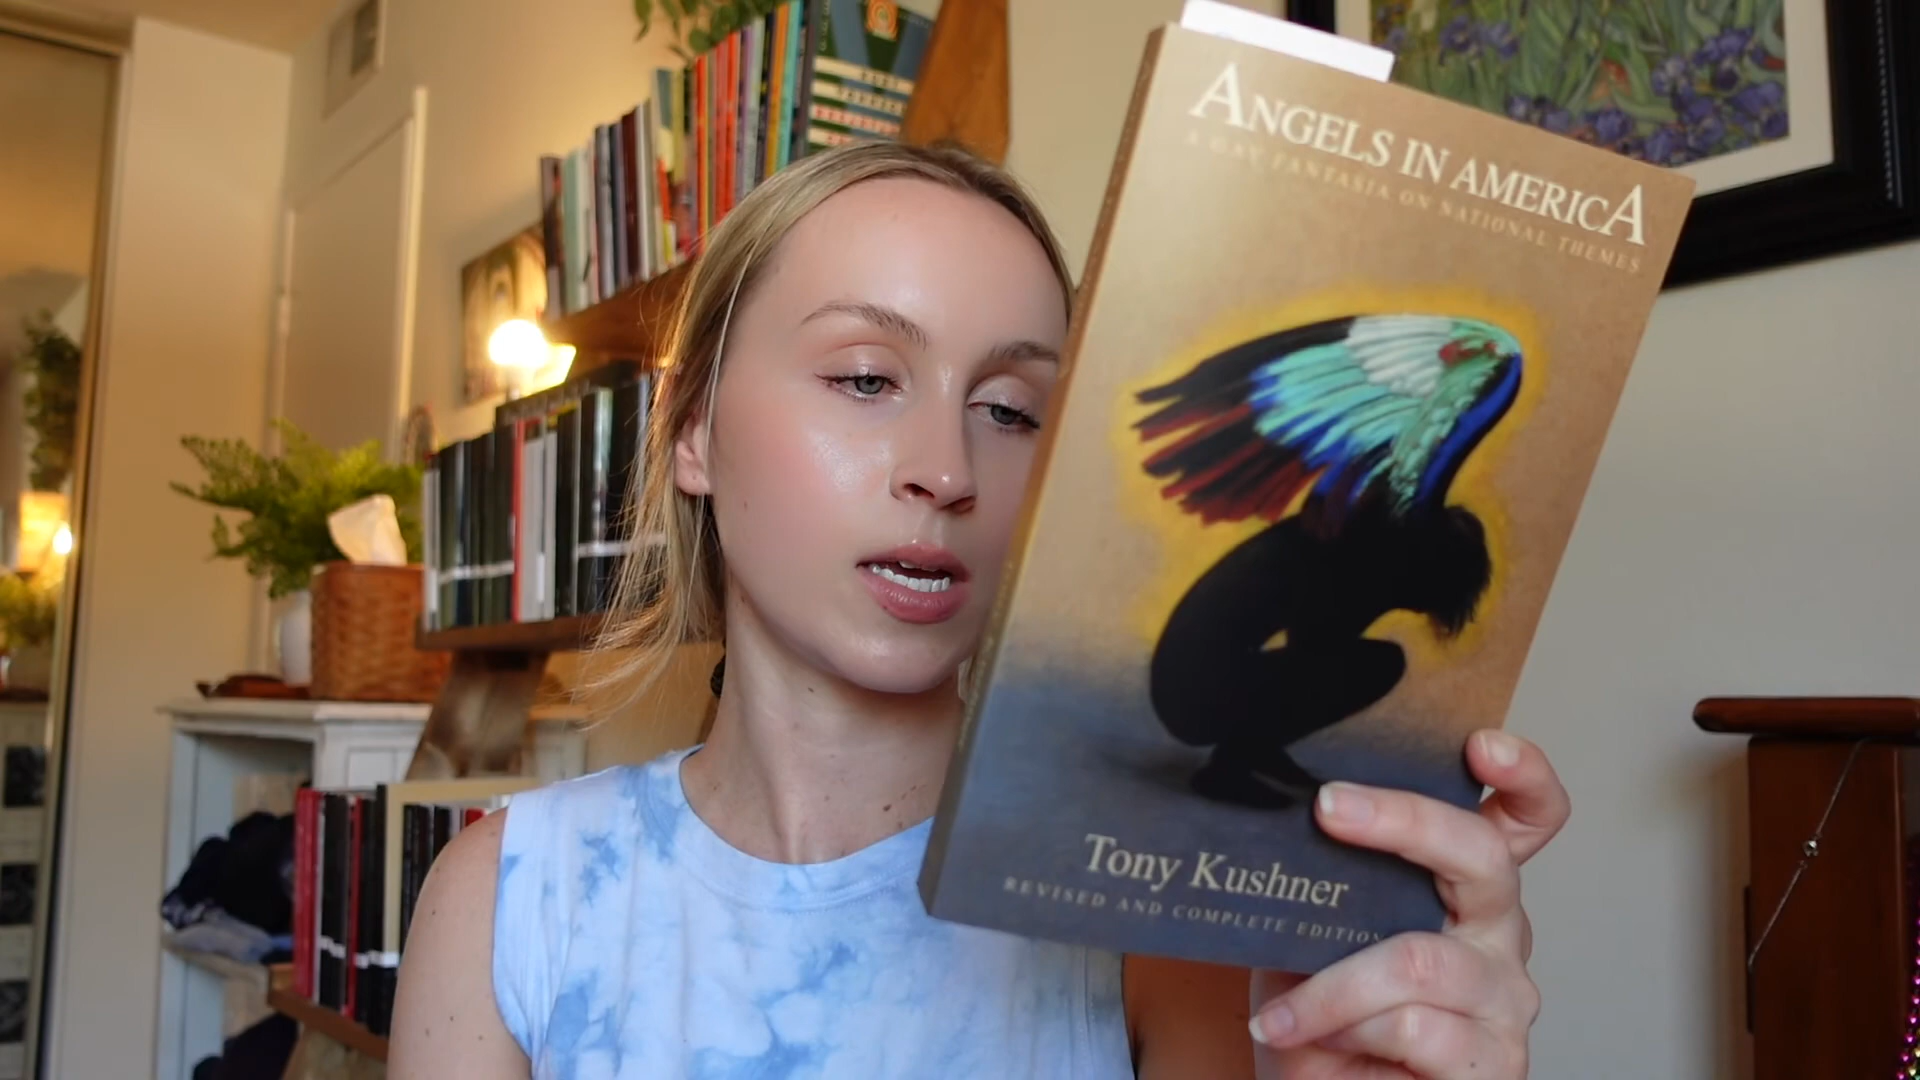 ANGELS IN AMERICA
A GAY FANTASIA ON NATIONAL THEMES
Tony Kushner
REVISED AND COMPLETE EDITION